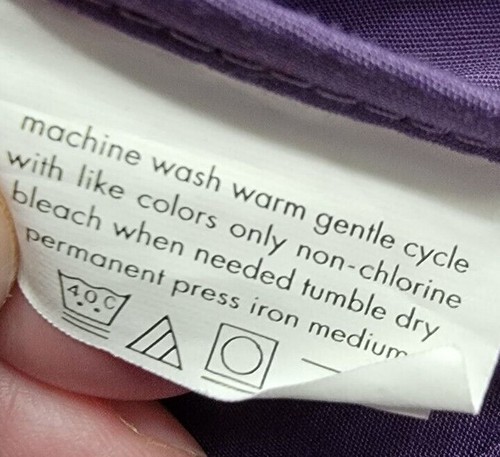 machine wash warm gentle cycle
with like colors only non-chlorine
bleach when needed tumble dry
permanent press iron medium
40C